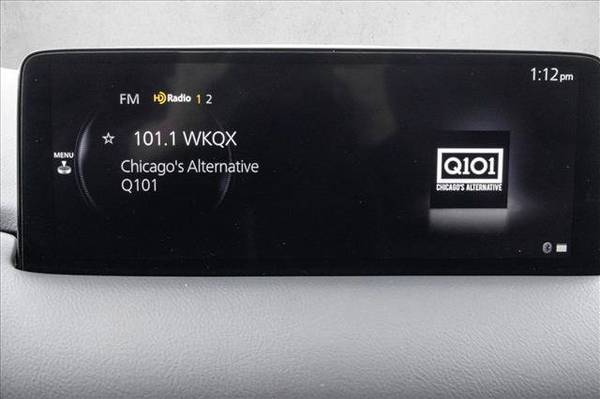 1:12pm
FM HD Radio 1 2
☆ 101.1 WKQX
MENU
Chicago's Alternative
Q101
Q101
CHICAGO'S ALTERNATIVE